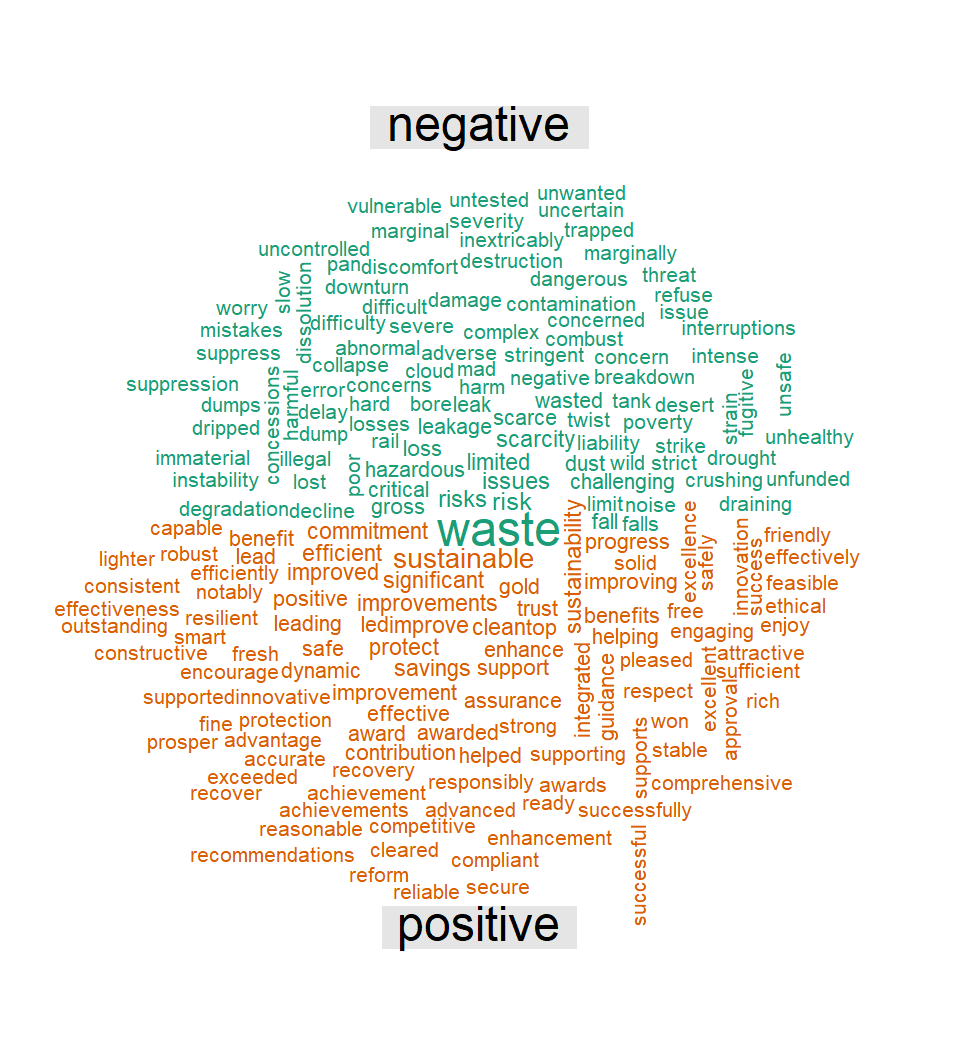 negative
unwanted
vulnerable untested
uncertain
severity
marginal trapped
inextricably
uncontrolled marginally
pan discomfort destruction
slow dissolution dangerous threat
downturn
refuse
worry difficult damage contamination issue
mistakes difficulty severe complex concerned interruptions
combust
suppress abnormal adverse stringent concern intense
collapse cloud mad
suppression concessions harmful error concerns harm negative breakdown unsafe
dumps delay hard bore leak wasted tank desert strain fugitive
dripped dump losses leakage scarce twist poverty
rail loss scarcity liability strike unhealthy
immaterial illegal poor hazardous limited dust wild strict drought
instability lost critical issues challenging crushing unfunded
degradation decline gross risks risk limit noise draining
waste fall falls
capable benefit commitment sustainability progress excellence safely innovation success friendly
lighter robust lead efficient sustainable solid effectively
consistent efficiently improved significant gold improving feasible
notably
effectiveness positive improvements trust benefits free ethical
outstanding resilient leading led improve clean top helping engaging enjoy
smart
constructive fresh safe protect enhance integrated guidance pleased excellent attractive
encourage dynamic savings support sufficient
supported innovative improvement assurance respect approval rich
fine protection effective
award awarded strong won
prosper advantage contribution helped supporting supports stable
accurate
exceeded recovery responsibly awards comprehensive
recover achievement
achievements advanced ready successfully
reasonable competitive enhancement successful
recommendations cleared compliant
reform
reliable secure
positive